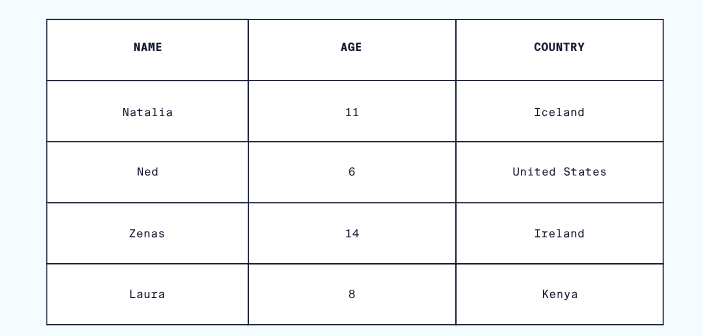 NAME AGE COUNTRY
Natalia 11 Iceland
Ned 6 United States
Zenas 14 Ireland
Laura 8 Kenya